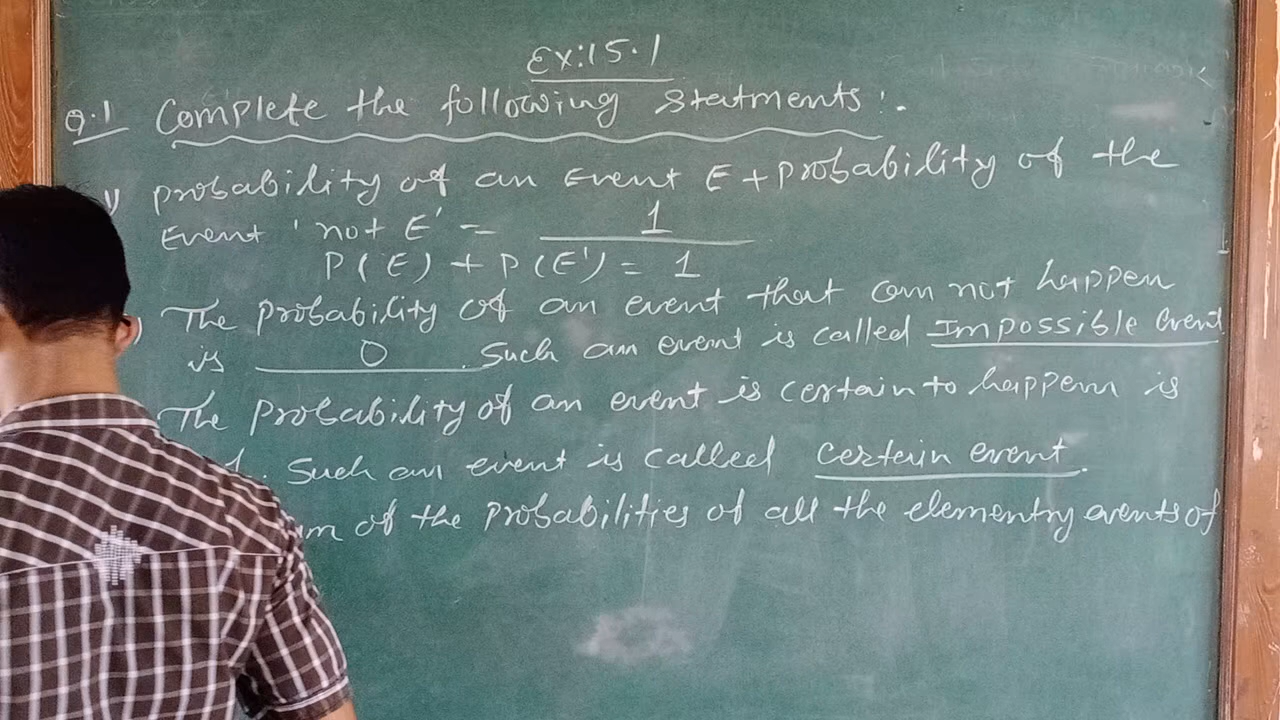 Ex:15.1
Q.1 Complete the following statments :-
1) probability of an Event E + probability of the
Event 'not E' = 1
P(E) + P(E') = 1
) The probability of an event that can not happen
is 0 . Such an event is called Impossible Event
The probability of an event is certain to happen is
Such an event is called certain event.
m of the probabilities of all the elementry events of